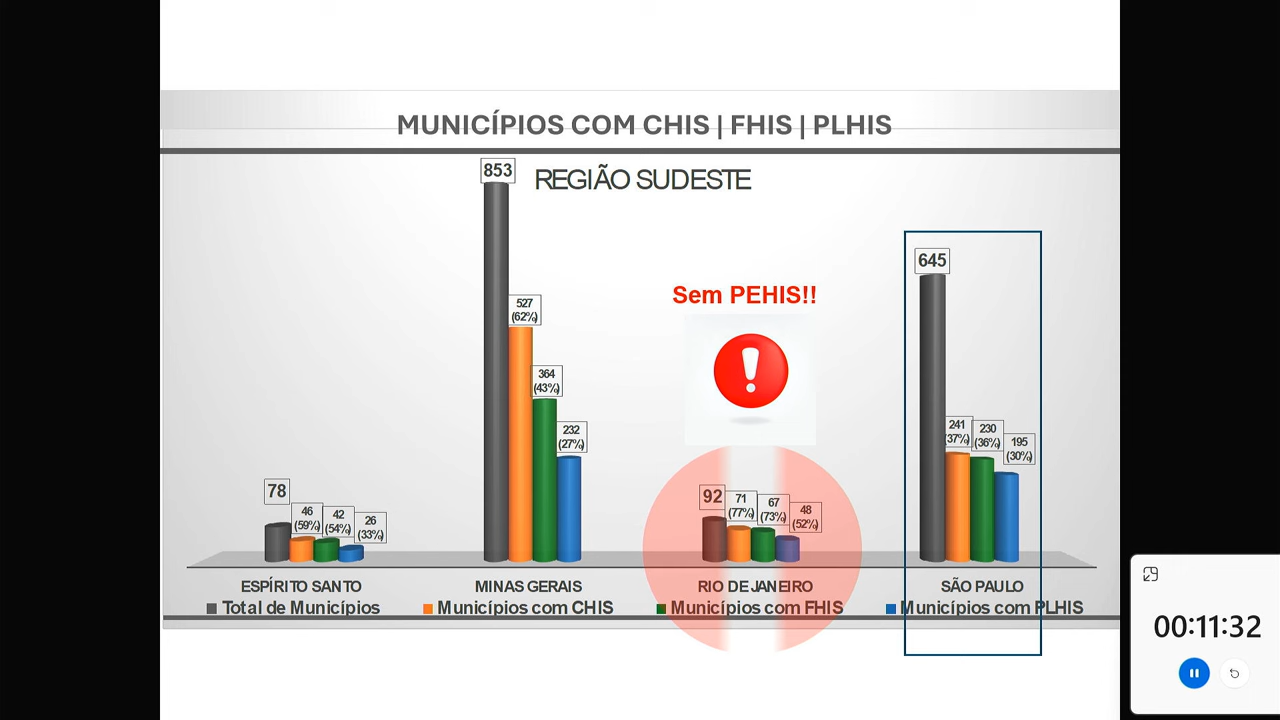 MUNICÍPIOS COM CHIS | FHIS | PLHIS
REGIÃO SUDESTE
853
527
(62%)
364
(43%)
232
(27%)
Sem PEHIS!!
645
241
(37%)
230
(36%)
195
(30%)
78
46
(59%)
42
(54%)
26
(33%)
92
71
(77%)
67
(73%)
48
(52%)
ESPÍRITO SANTO
MINAS GERAIS
RIO DE JANEIRO
SÃO PAULO
Total de Municípios
Municípios com CHIS
Municípios com FHIS
Municípios com PLHIS
00:11:32